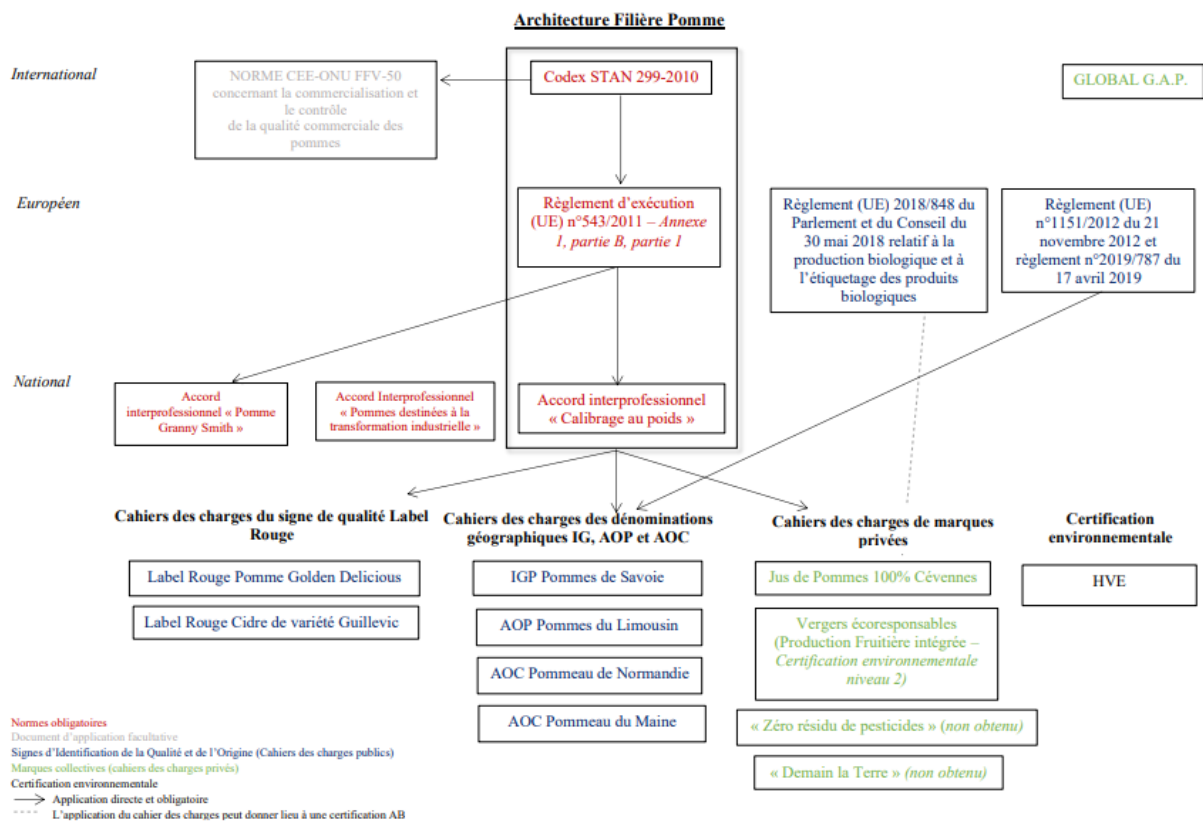 Architecture Filière Pomme
International
NORME CEE-ONU FFV-50
concernant la commercialisation et
le contrôle
de la qualité commerciale des
pommes
Codex STAN 299-2010
GLOBAL G.A.P.
Européen
Règlement d'exécution
(UE) n°543/2011 – Annexe
1, partie B, partie 1
Règlement (UE) 2018/848 du
Parlement et du Conseil du
30 mai 2018 relatif à la
production biologique et à
l'étiquetage des produits
biologiques
Règlement (UE)
n°1151/2012 du 21
novembre 2012 et
règlement n°2019/787 du
17 avril 2019
National
Accord
interprofessionnel « Pomme
Granny Smith »
Accord Interprofessionnel
« Pommes destinées à la
transformation industrielle »
Accord interprofessionnel
« Calibrage au poids »
Cahiers des charges du signe de qualité Label
Rouge
Label Rouge Pomme Golden Delicious
Label Rouge Cidre de variété Guillevic
Cahiers des charges des dénominations
géographiques IG, AOP et AOC
IGP Pommes de Savoie
AOP Pommes du Limousin
AOC Pommeau de Normandie
AOC Pommeau du Maine
Cahiers des charges de marques
privées
Jus de Pommes 100% Cévennes
Vergers écoresponsables
(Production Fruitière intégrée –
Certification environnementale
niveau 2)
« Zéro résidu de pesticides » (non obtenu)
« Demain la Terre » (non obtenu)
Certification
environnementale
HVE
Normes obligatoires
Document d'application facultative
Signes d'Identification de la Qualité et de l'Origine (Cahiers des charges publics)
Marques collectives (cahiers des charges privés)
Certification environnementale
Application directe et obligatoire
L'application du cahier des charges peut donner lieu à une certification AB